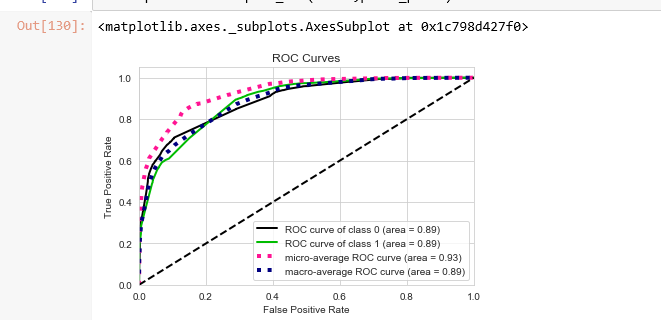 Out[130]:
<matplotlib.axes._subplots.AxesSubplot at 0x1c798d427f0>
ROC Curves
1.0
0.8
0.6
0.4
0.2
0.0
True Positive Rate
ROC curve of class 0 (area = 0.89)
ROC curve of class 1 (area = 0.89)
micro-average ROC curve (area = 0.93)
macro-average ROC curve (area = 0.89)
0.0 0.2 0.4 0.6 0.8 1.0
False Positive Rate